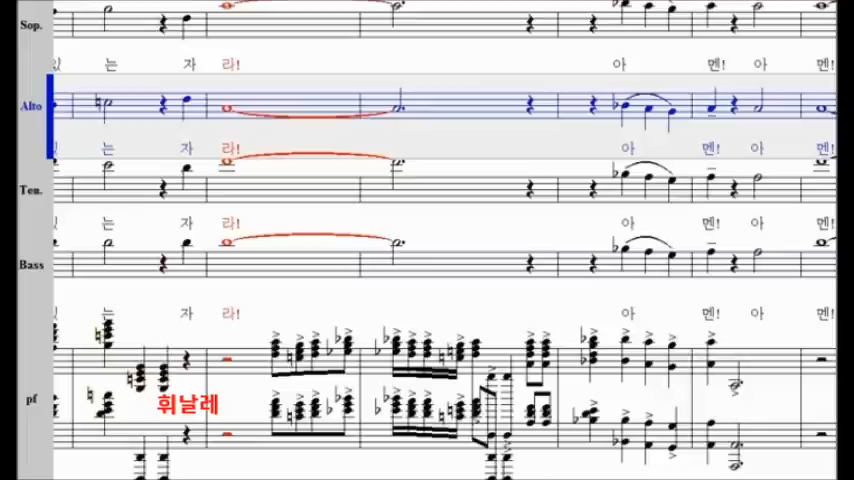 Sop.
있 는 자 라! 아 멘! 아 멘!
Alto
있 는 자 라! 아 멘! 아 멘!
Ten.
있 는 자 라! 아 멘! 아 멘!
Bass
있 는 자 라! 아 멘! 아 멘!
pf
휘날레